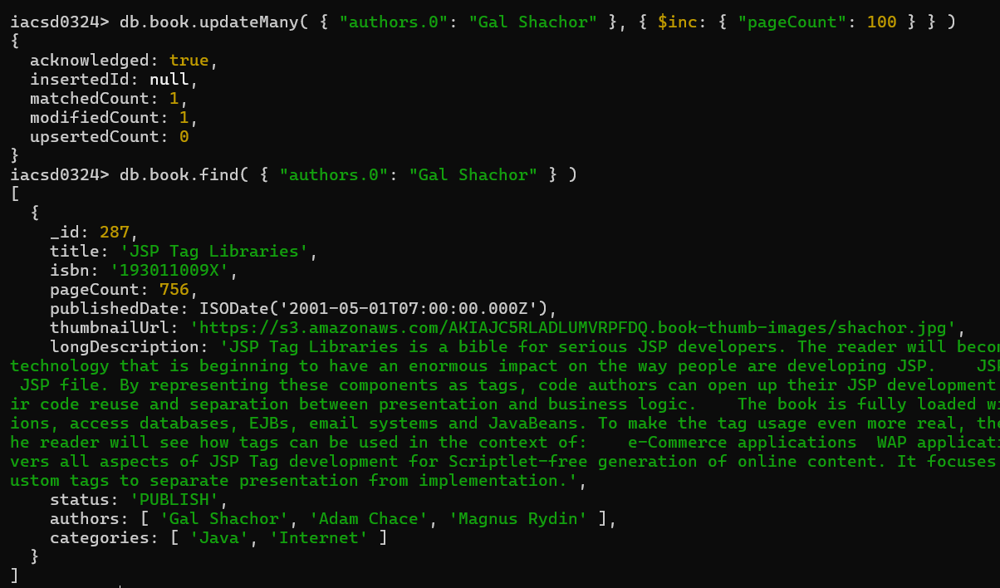 iacsd0324> db.book.updateMany( { "authors.0": "Gal Shachor" }, { $inc: { "pageCount": 100 } } )
{
  acknowledged: true,
  insertedId: null,
  matchedCount: 1,
  modifiedCount: 1,
  upsertedCount: 0
}
iacsd0324> db.book.find( { "authors.0": "Gal Shachor" } )
[
  {
    _id: 287,
    title: 'JSP Tag Libraries',
    isbn: '193011009X',
    pageCount: 756,
    publishedDate: ISODate('2001-05-01T07:00:00.000Z'),
    thumbnailUrl: 'https://s3.amazonaws.com/AKIAJC5RLADLUMVRPFDQ.book-thumb-images/shachor.jpg',
    longDescription: 'JSP Tag Libraries is a bible for serious JSP developers. The reader will
technology that is beginning to have an enormous impact on the way people are developing JSP.
 JSP file. By representing these components as tags, code authors can open up their JSP development
ir code reuse and separation between presentation and business logic.    The book is fully loaded
ions, access databases, EJBs, email systems and JavaBeans. To make the tag usage even more real,
he reader will see how tags can be used in the context of:    e-Commerce applications  WAP
vers all aspects of JSP Tag development for Scriptlet-free generation of online content. It focuses
ustom tags to separate presentation from implementation.',
    status: 'PUBLISH',
    authors: [ 'Gal Shachor', 'Adam Chace', 'Magnus Rydin' ],
    categories: [ 'Java', 'Internet' ]
  }
]